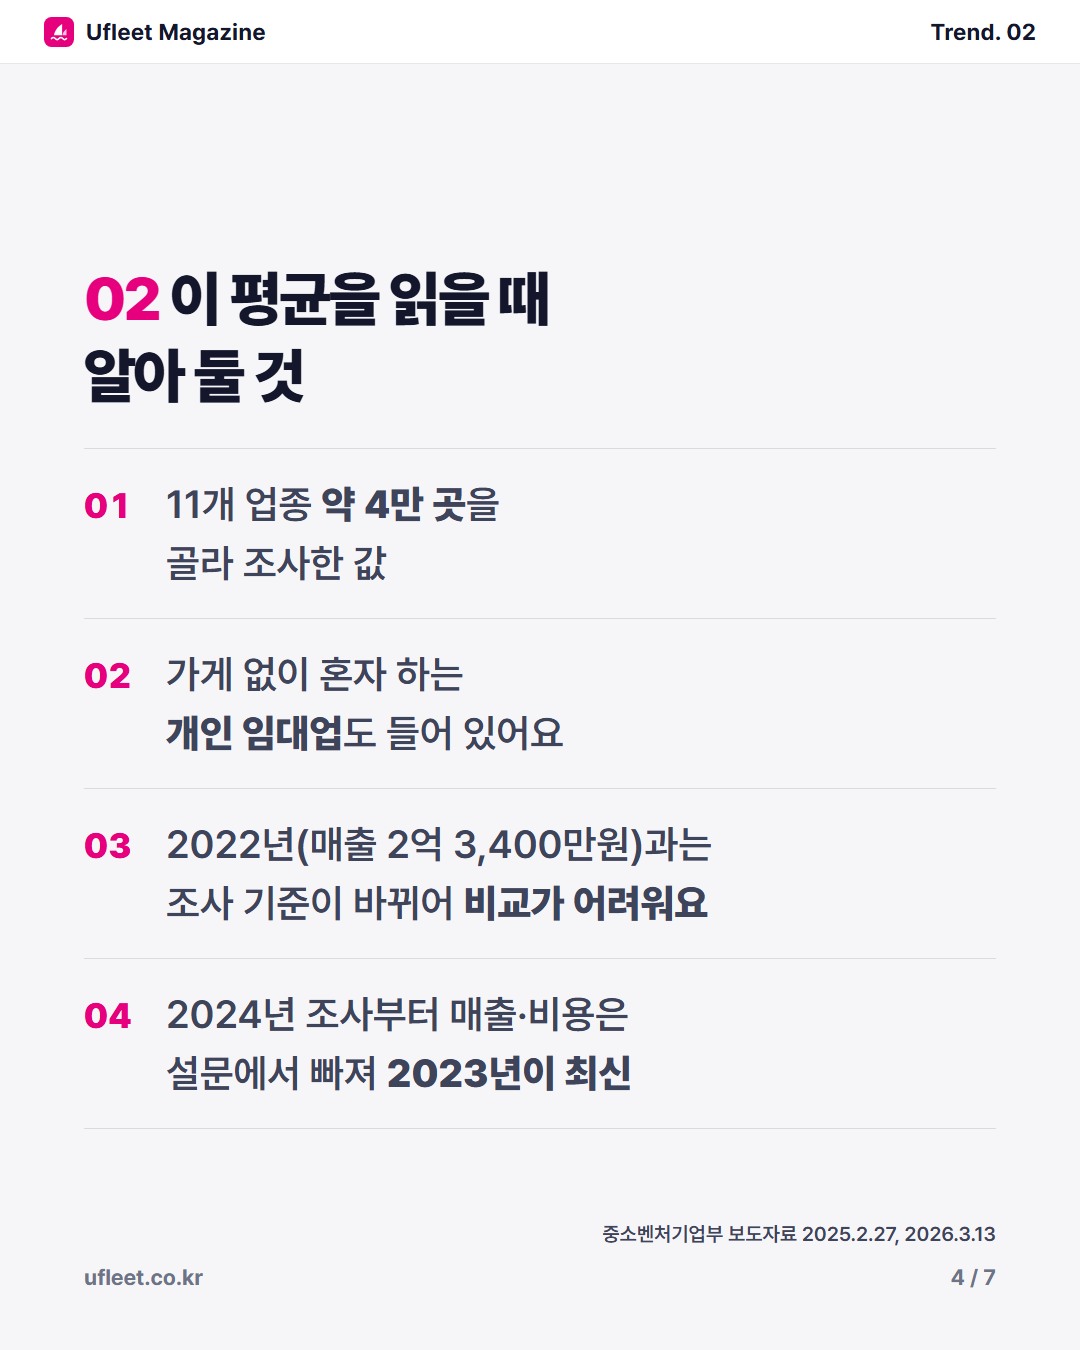 Ufleet Magazine
Trend. 02
02 이 평균을 읽을 때
알아 둘 것
01 11개 업종 약 4만 곳을
골라 조사한 값
02 가게 없이 혼자 하는
개인 임대업도 들어 있어요
03 2022년(매출 2억 3,400만원)과는
조사 기준이 바뀌어 비교가 어려워요
04 2024년 조사부터 매출·비용은
설문에서 빠져 2023년이 최신
중소벤처기업부 보도자료 2025.2.27, 2026.3.13
ufleet.co.kr
4 / 7